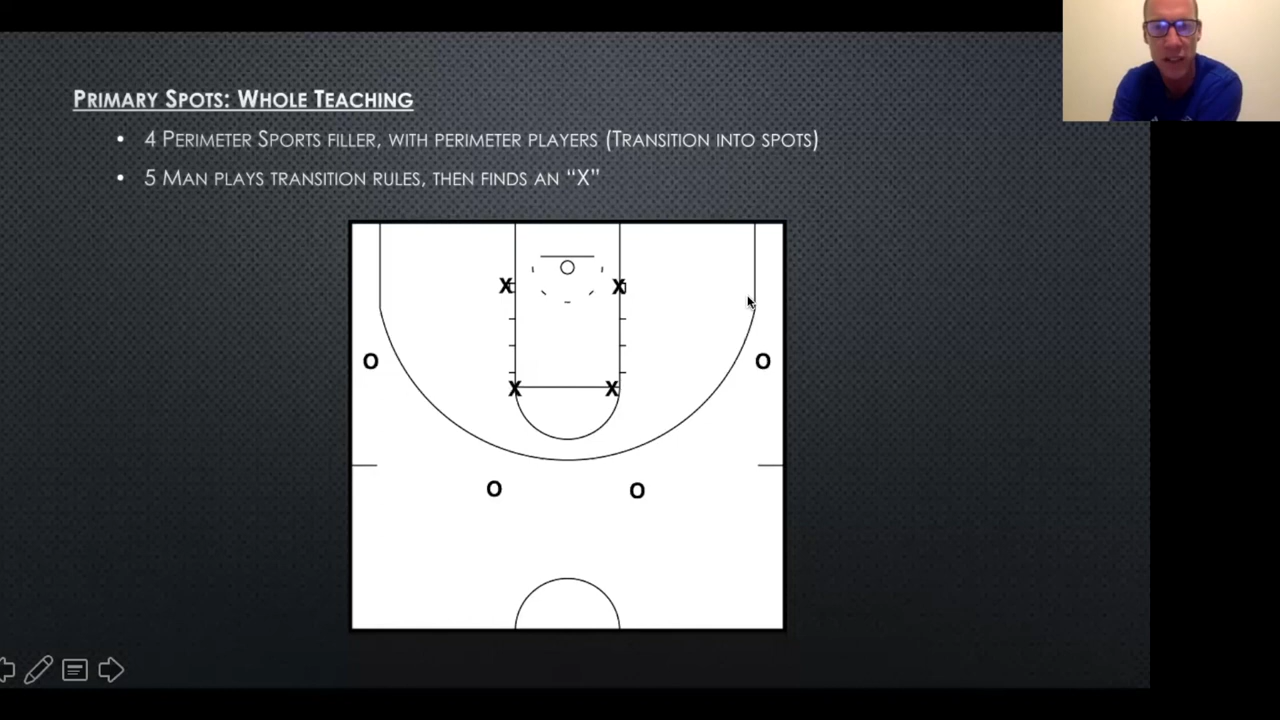 PRIMARY SPOTS: WHOLE TEACHING
• 4 PERIMETER SPORTS FILLER, WITH PERIMETER PLAYERS (TRANSITION INTO SPOTS)
• 5 MAN PLAYS TRANSITION RULES, THEN FINDS AN “X”
X X
O O
X X
O O